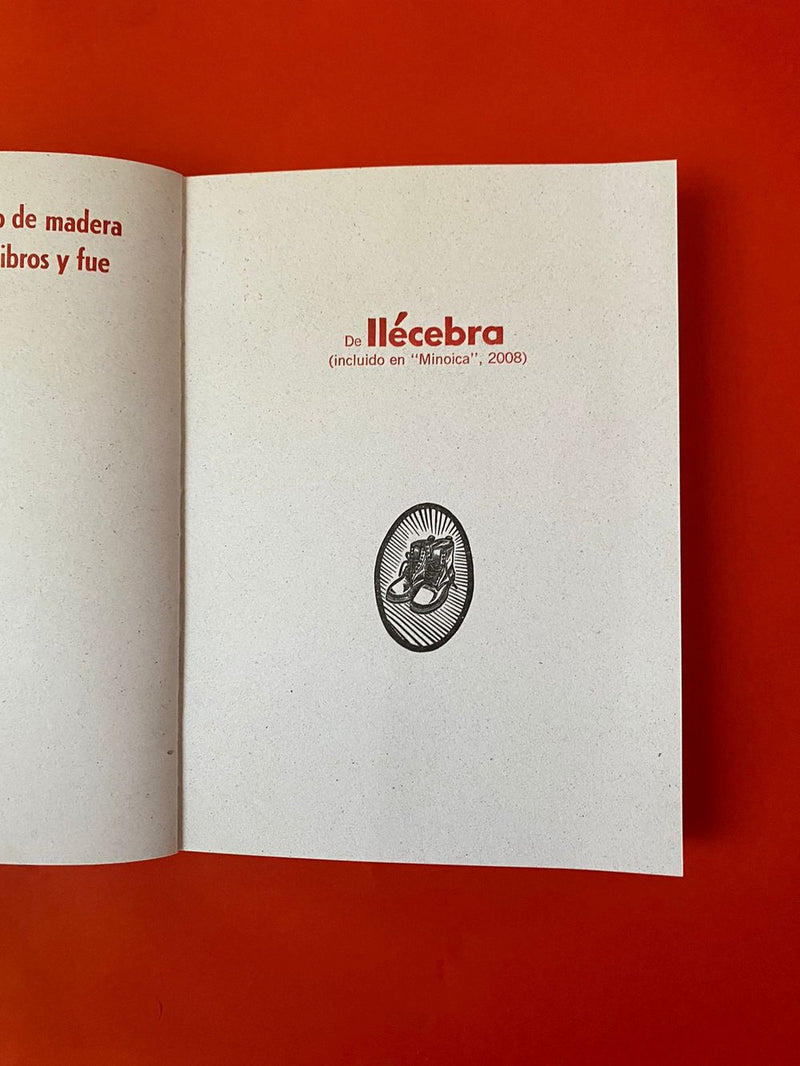 o de madera
ibros y fue
De Ilécebra
(incluido en “Minoica”, 2008)